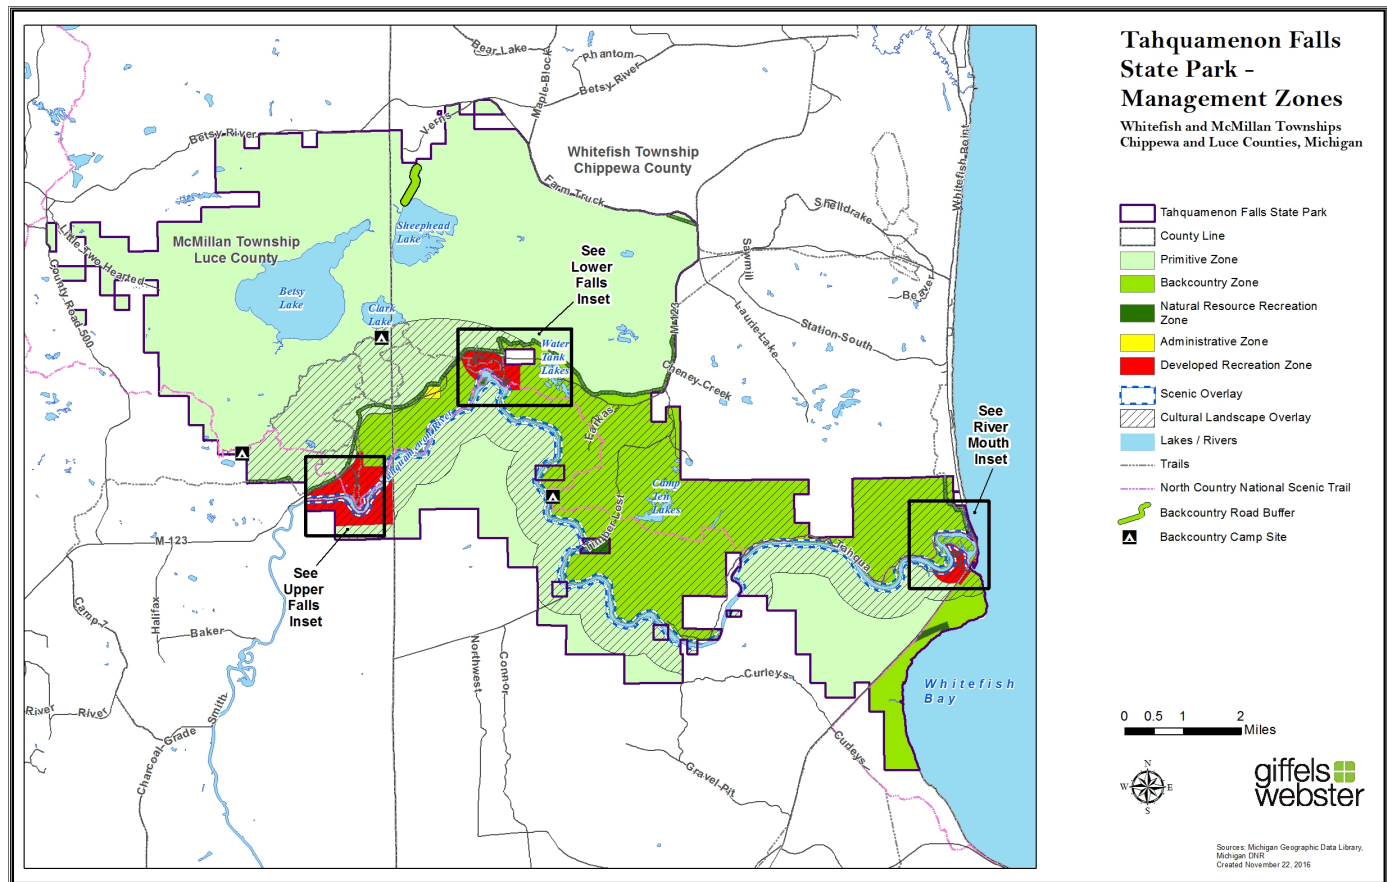 Tahquamenon Falls
State Park -
Management Zones
Whitefish and McMillan Townships
Chippewa and Luce Counties, Michigan
Tahquamenon Falls State Park
County Line
Primitive Zone
Backcountry Zone
Natural Resource Recreation
Zone
Administrative Zone
Developed Recreation Zone
Scenic Overlay
Cultural Landscape Overlay
Lakes / Rivers
Trails
North Country National Scenic Trail
Backcountry Road Buffer
Backcountry Camp Site
0 0.5 1 2
Miles
N
W E
S
giffels
webster
Sources: Michigan Geographic Data Library,
Michigan DNR
Created November 22, 2016
Bear Lake
Phantom
Maple-Block
Betsy River
Betsy River
Verns
Whitefish Township
Chippewa County
Farm Truck
Whitefish Point
Shelldrake
Sawmill
Beaver
Laurie-Lake
Station-South
M-123
Cheney-Creek
McMillan Township
Luce County
Little-Two-Hearted
County Road 500
Sheephead
Lake
Betsy
Lake
Clark
Lake
See
Lower
Falls
Inset
Water
Tank
Lakes
Farkas
Camp
Ten
Lakes
Timber Lost
Tahqua
See
River
Mouth
Inset
M 123
See
Upper
Falls
Inset
Camp-7
Halifax
Baker
River River
Smith
Charcoal-Grade
Northwest
Connor
Curleys
Curleys
Gravel-Pit
Whitefish
Bay